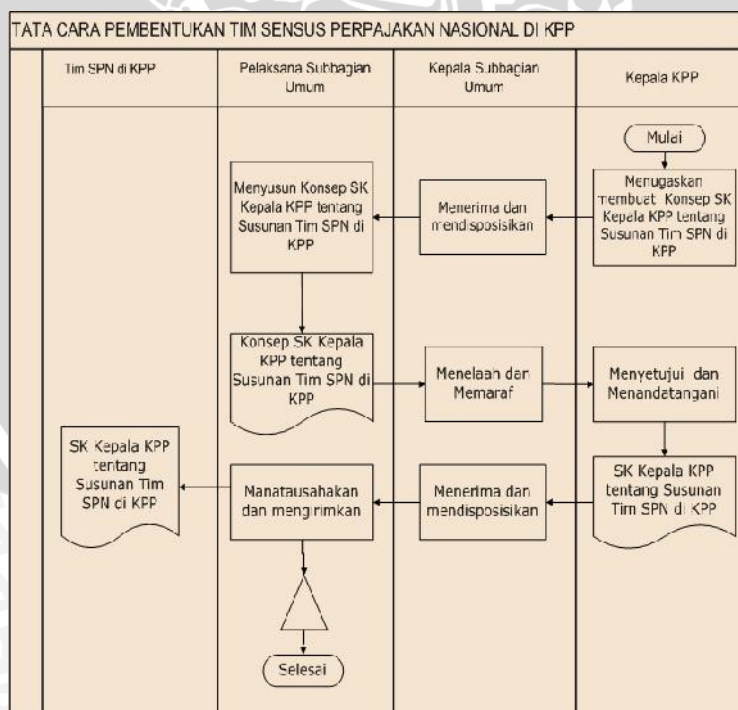 TATA CARA PEMBENTUKAN TIM SENSUS PERPAJAKAN NASIONAL DI KPP
Tim SPN di KPP
Pelaksana Subbagian
Umum
Kepala Subbagian
Umum
Kepala KPP
Mulai
Menugaskan
membuat Konsep SK
Kepala KPP tentang
Susunan Tim SPN di
KPP
Menerima dan
mendisposisikan
Menyusun Konsep SK
Kepala KPP tentang
Susunan Tim SPN di
KPP
Konsep SK Kepala
KPP tentang
Susunan Tim SPN di
KPP
Menelaah dan
Memaraf
Menyetujui dan
Menandatangani
SK Kepala KPP
tentang Susunan
Tim SPN di KPP
Menerima dan
mendisposisikan
Manatausahakan
dan mengirimkan
SK Kepala KPP
tentang
Susunan Tim
SPN di KPP
Selesai